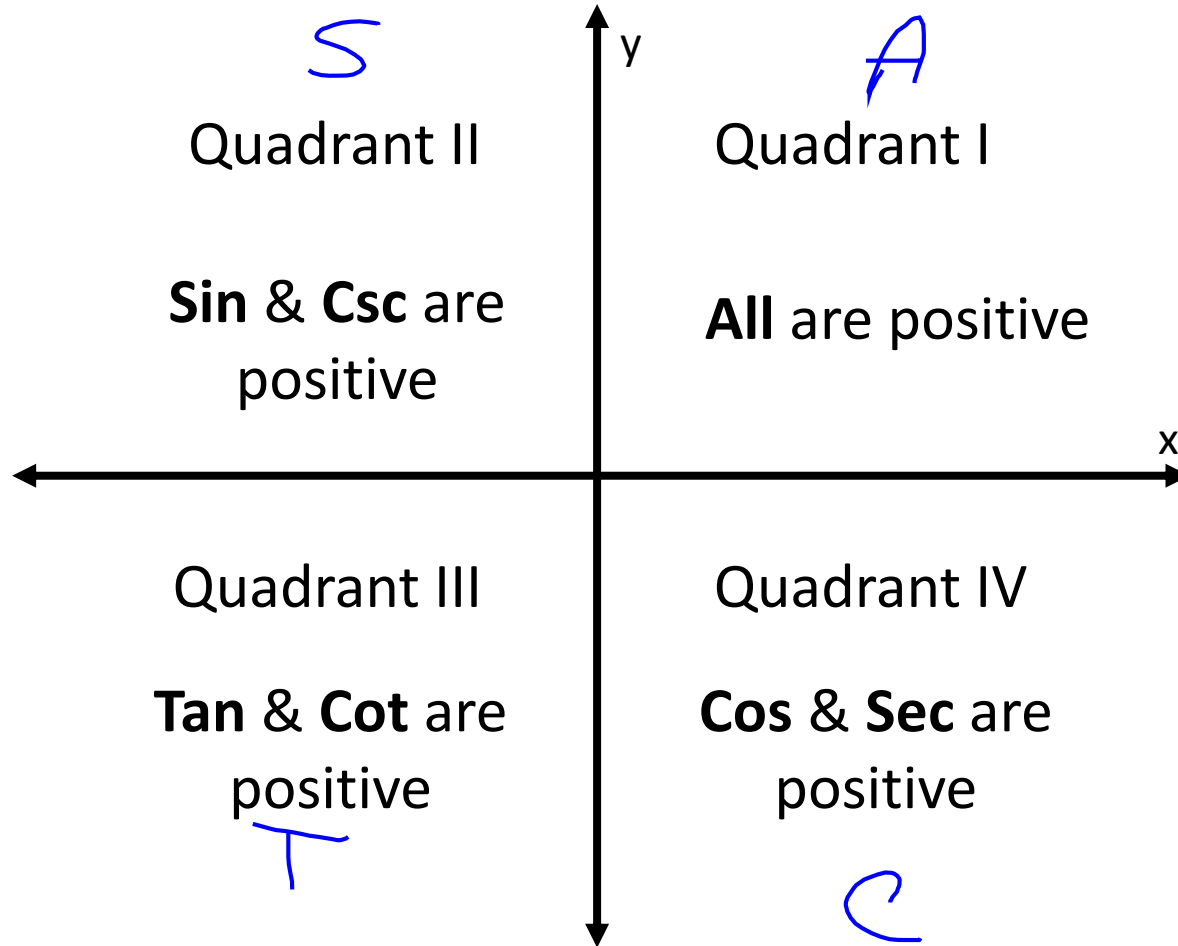 S
A
y
Quadrant II
Quadrant I
Sin & Csc are
positive
All are positive
x
Quadrant III
Quadrant IV
Tan & Cot are
positive
Cos & Sec are
positive
T
C